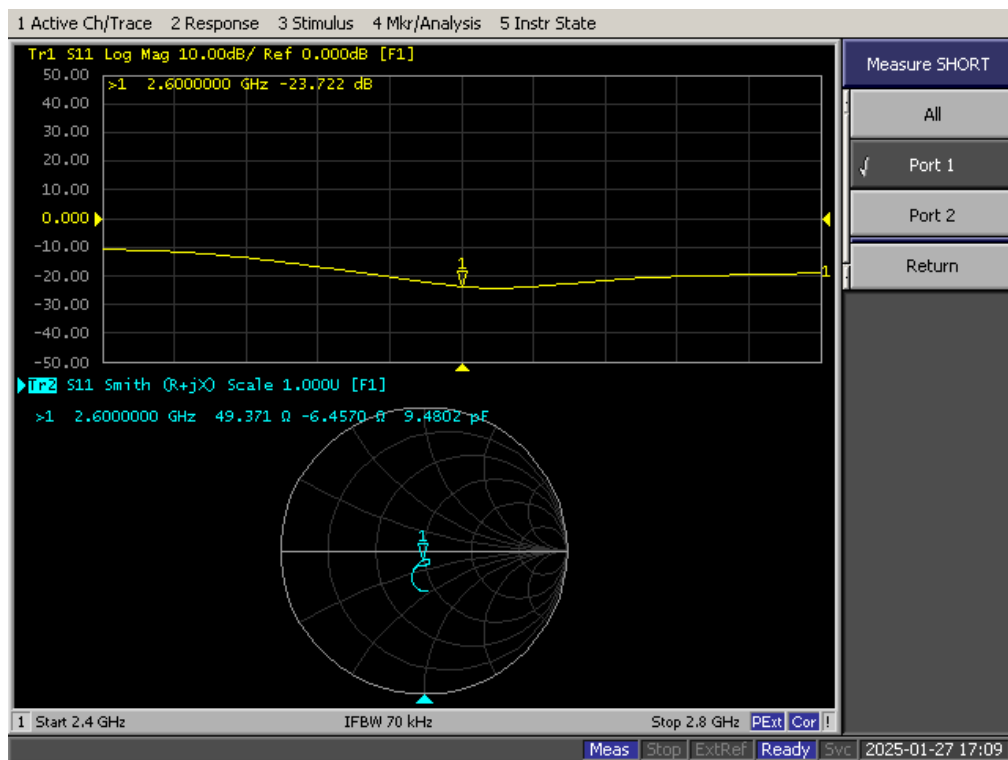 1 Active Ch/Trace 2 Response 3 Stimulus 4 Mkr/Analysis 5 Instr State
Tr1 S11 Log Mag 10.00dB/ Ref 0.000dB [F1]
>1 2.6000000 GHz -23.722 dB
50.00
40.00
30.00
20.00
10.00
0.000
-10.00
-20.00
-30.00
-40.00
-50.00
1
1
Tr2 S11 Smith (R+jX) Scale 1.000U [F1]
>1 2.6000000 GHz 49.371 Ω -6.4570 Ω 9.4802 pF
1
1 Start 2.4 GHz IFBW 70 kHz Stop 2.8 GHz PExt Cor !
Measure SHORT
All
√ Port 1
Port 2
Return
Meas Stop ExtRef Ready Svc 2025-01-27 17:09